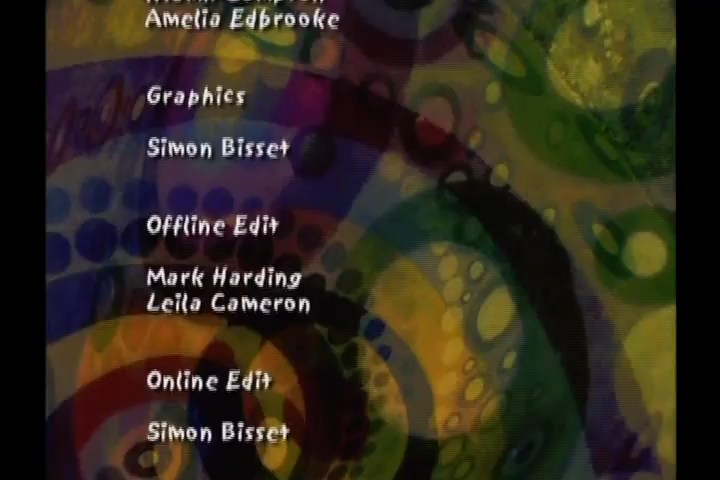 Amelia Edbrooke
Graphics
Simon Bisset
Offline Edit
Mark Harding
Leila Cameron
Online Edit
Simon Bisset